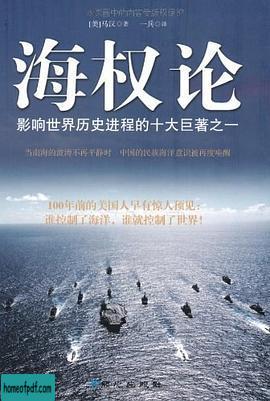 [美]马汉◎著 一兵◎译
海权论
影响世界历史进程的十大巨著之一
当南海的波涛不再平静时 中国的民族海洋意识被再度唤醒
100年前的美国人早有惊人预见：
谁控制了海洋，谁就控制了世界！
homeofpdf.com